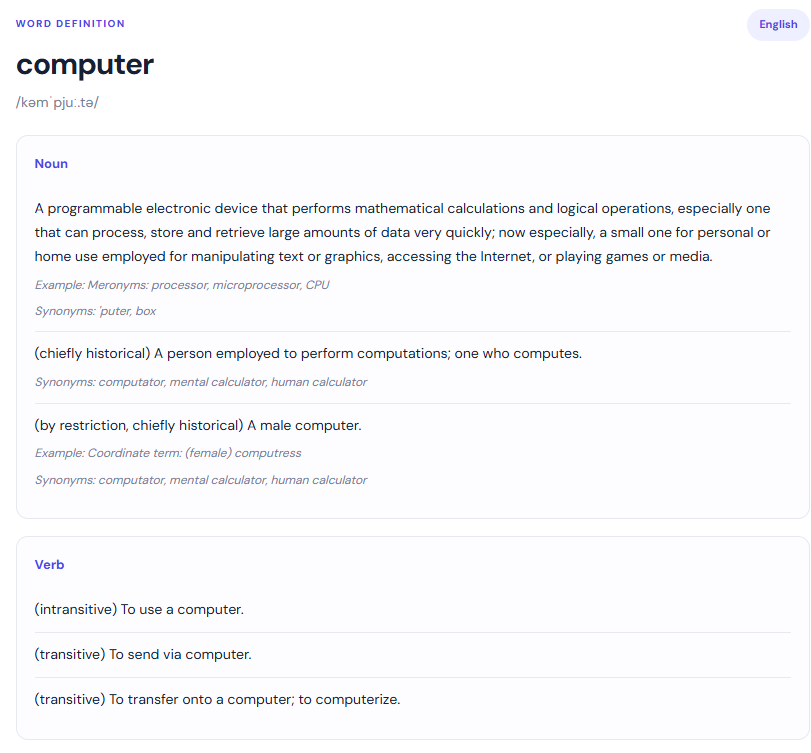 WORD DEFINITION
English
computer
/kəmˈpjuː.tə/
Noun
A programmable electronic device that performs mathematical calculations and logical operations, especially one
that can process, store and retrieve large amounts of data very quickly; now especially, a small one for personal or
home use employed for manipulating text or graphics, accessing the Internet, or playing games or media.
Example: Meronyms: processor, microprocessor, CPU
Synonyms: 'puter, box
(chiefly historical) A person employed to perform computations; one who computes.
Synonyms: computator, mental calculator, human calculator
(by restriction, chiefly historical) A male computer.
Example: Coordinate term: (female) computress
Synonyms: computator, mental calculator, human calculator
Verb
(intransitive) To use a computer.
(transitive) To send via computer.
(transitive) To transfer onto a computer; to computerize.